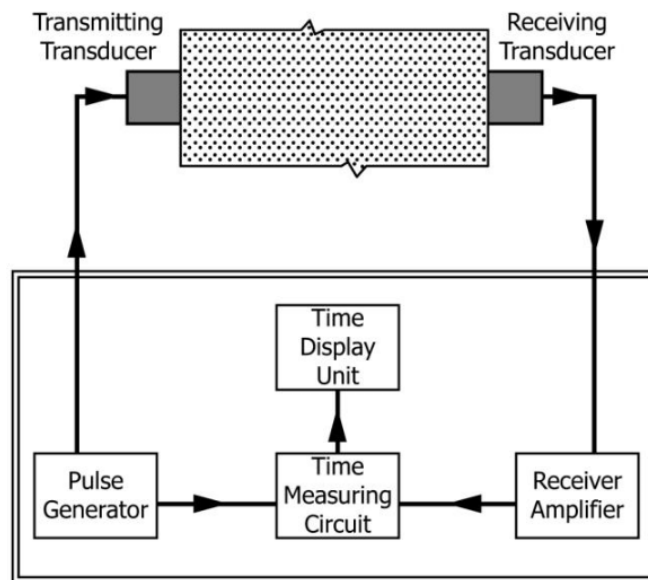 Transmitting
Transducer
Receiving
Transducer
Time
Display
Unit
Pulse
Generator
Time
Measuring
Circuit
Receiver
Amplifier